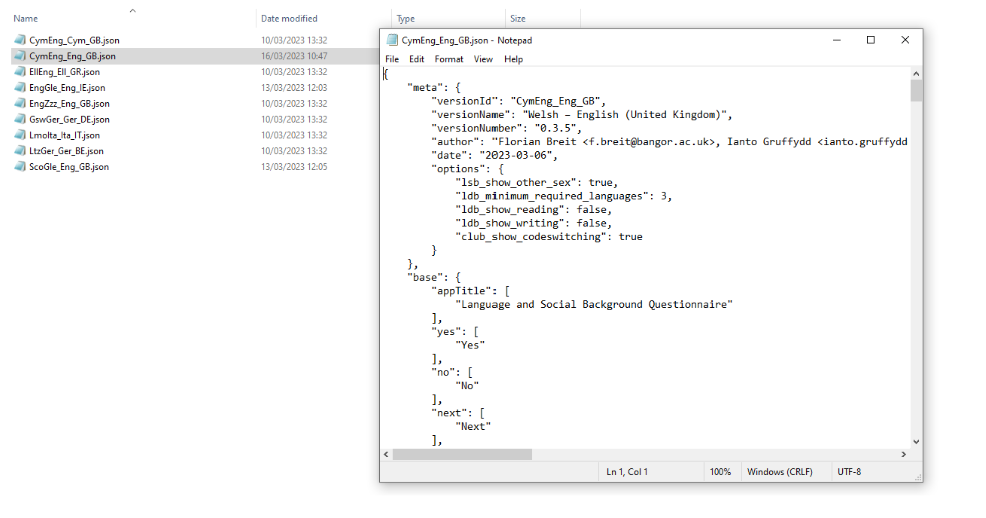 Name Date modified Type Size
CymEng_Cym_GB.json 10/03/2023 13:32
CymEng_Eng_GB.json 16/03/2023 10:47
EllEng_Ell_GR.json 10/03/2023 13:32
EngGle_Eng_IE.json 13/03/2023 12:03
EngZzz_Eng_GB.json 10/03/2023 13:32
GswGer_Ger_DE.json 10/03/2023 13:32
LmoIta_Ita_IT.json 10/03/2023 13:32
LtzGer_Ger_BE.json 10/03/2023 13:32
ScoGle_Eng_GB.json 13/03/2023 12:05
CymEng_Eng_GB.json - Notepad
File Edit Format View Help
{
"meta": {
"versionId": "CymEng_Eng_GB",
"versionName": "Welsh – English (United Kingdom)",
"versionNumber": "0.3.5",
"author": "Florian Breit <f.breit@bangor.ac.uk>, Ianto Gruffydd <ianto.gruffydd
"date": "2023-03-06",
"options": {
"lsb_show_other_sex": true,
"ldb_minimum_required_languages": 3,
"ldb_show_reading": false,
"ldb_show_writing": false,
"club_show_codeswitching": true
}
},
"base": {
"appTitle": [
"Language and Social Background Questionnaire"
],
"yes": [
"Yes"
],
"no": [
"No"
],
"next": [
"Next"
],
Ln 1, Col 1 100% Windows (CRLF) UTF-8